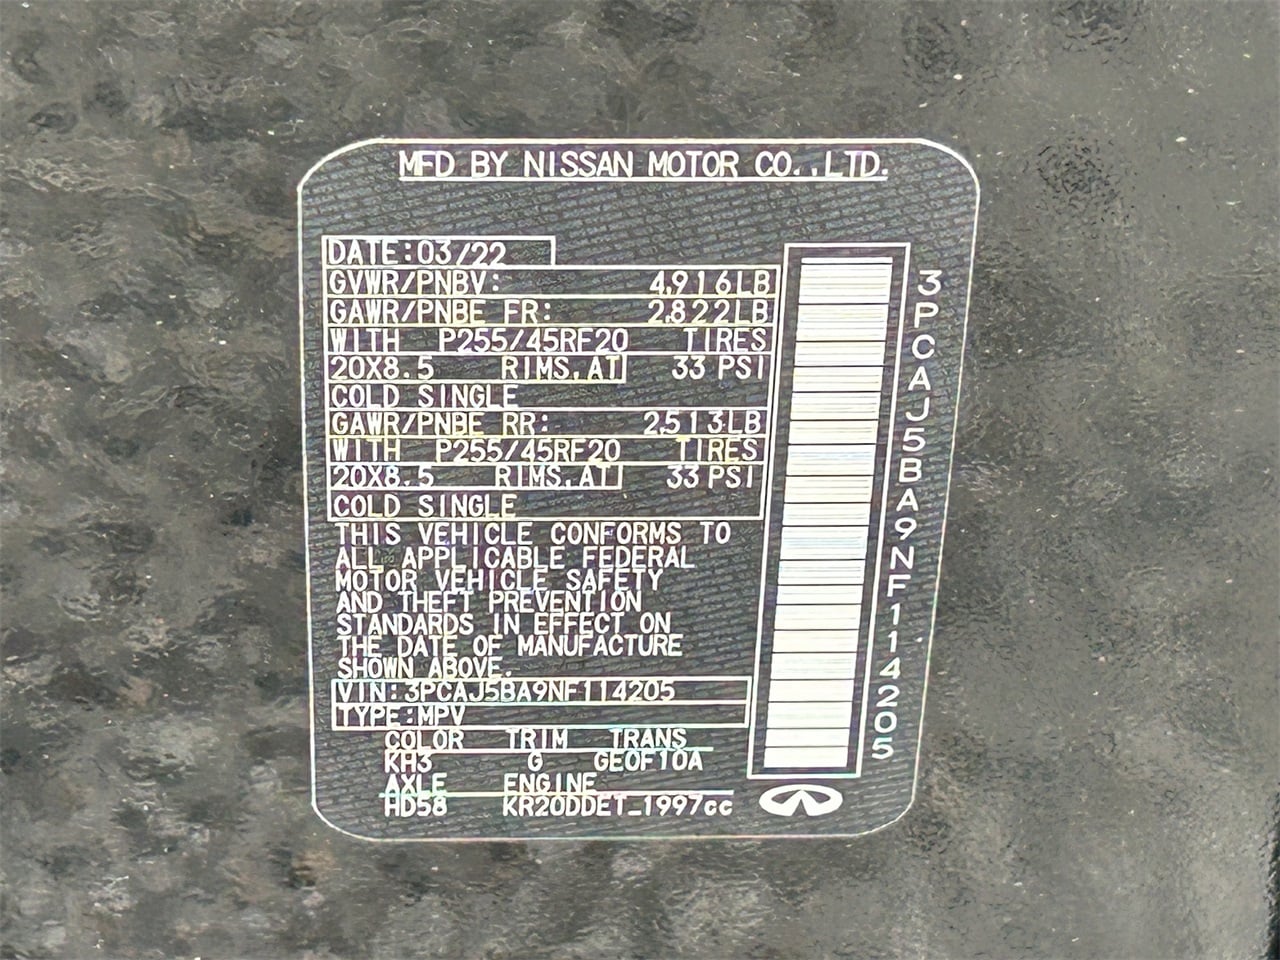 MFD BY NISSAN MOTOR CO.,LTD.
DATE:03/22
GVWR/PNBV: 4,916LB
GAWR/PNBE FR: 2,822LB
WITH P255/45RF20 TIRES
20X8.5 RIMS,AT 33 PSI
COLD SINGLE
GAWR/PNBE RR: 2,513LB
WITH P255/45RF20 TIRES
20X8.5 RIMS,AT 33 PSI
COLD SINGLE
THIS VEHICLE CONFORMS TO
ALL APPLICABLE FEDERAL
MOTOR VEHICLE SAFETY
AND THEFT PREVENTION
STANDARDS IN EFFECT ON
THE DATE OF MANUFACTURE
SHOWN ABOVE.
VIN:3PCAJ5BA9NF114205
TYPE:MPV
COLOR TRIM TRANS
KH3 G GE0F10A
AXLE ENGINE
HD58 KR20DDET_1997cc
3PCAJ5BA9NF114205